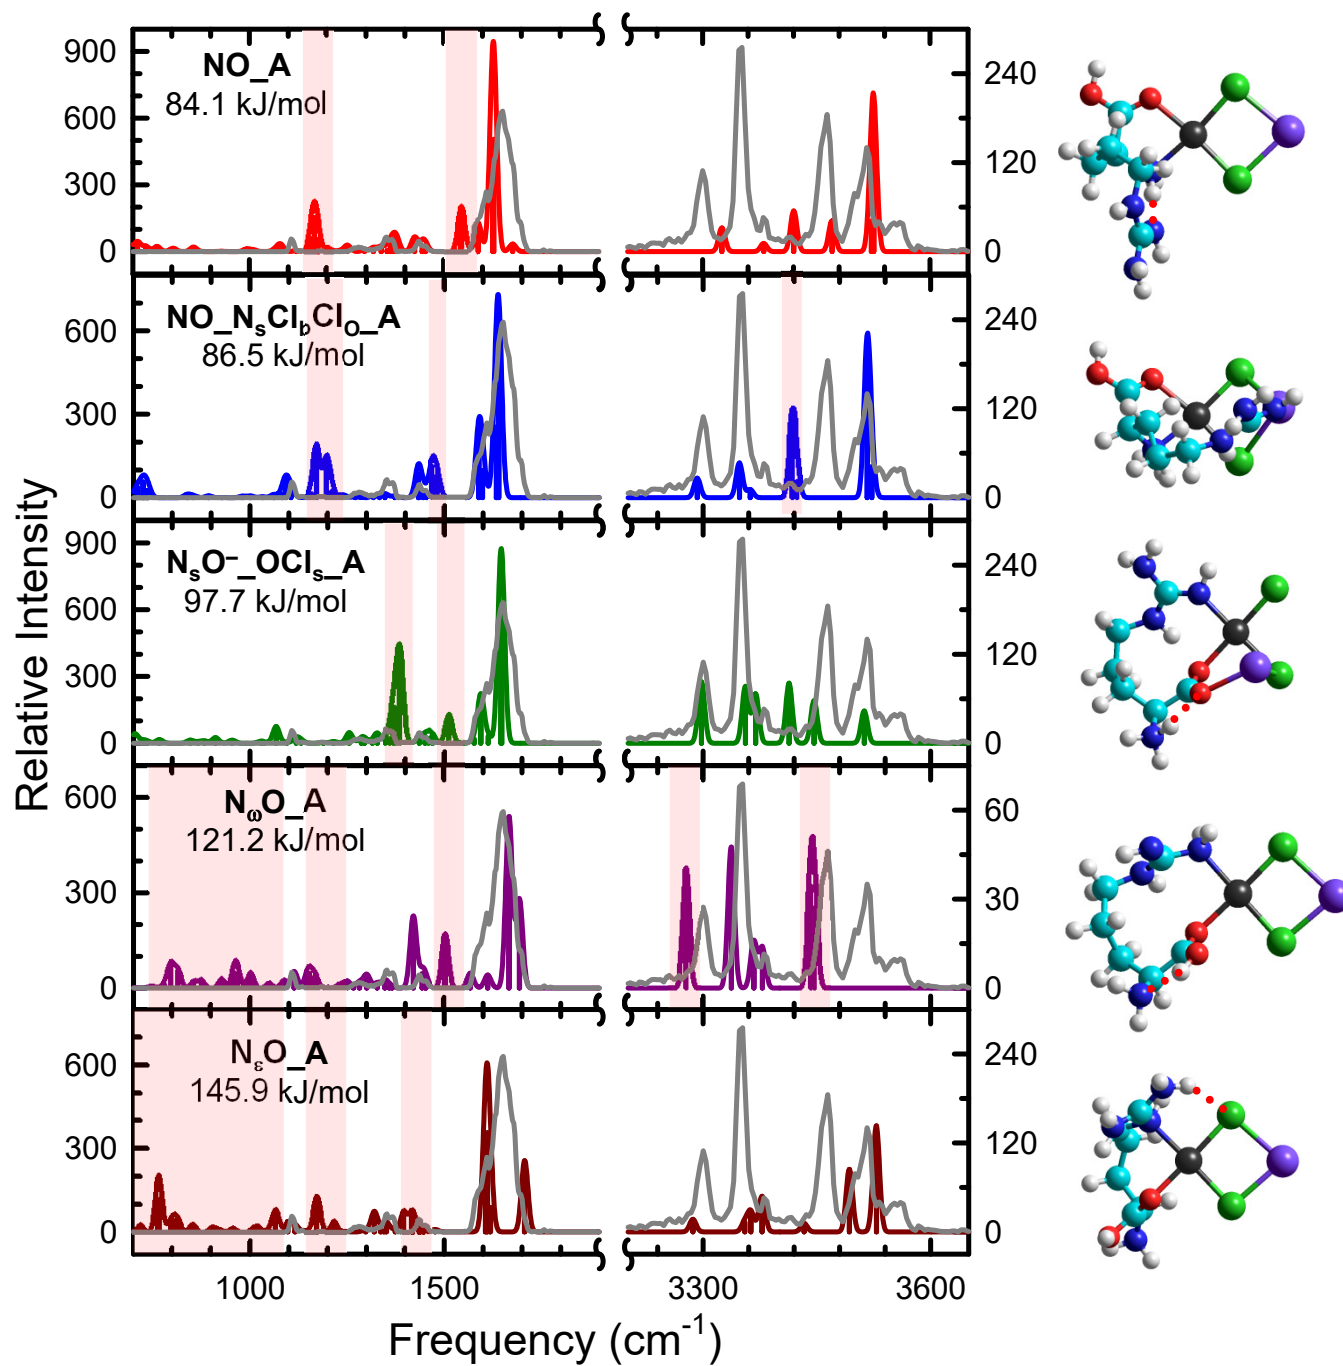 Relative Intensity
900
600
300
0
NO_A
84.1 kJ/mol
240
120
0
600
300
0
NO_NsClbClO_A
86.5 kJ/mol
240
120
0
900
600
300
0
NsO⁻_OCls_A
97.7 kJ/mol
240
120
0
600
300
0
NωO_A
121.2 kJ/mol
60
30
0
600
300
0
NεO_A
145.9 kJ/mol
240
120
0
1000 1500 3300 3600
Frequency (cm⁻¹)